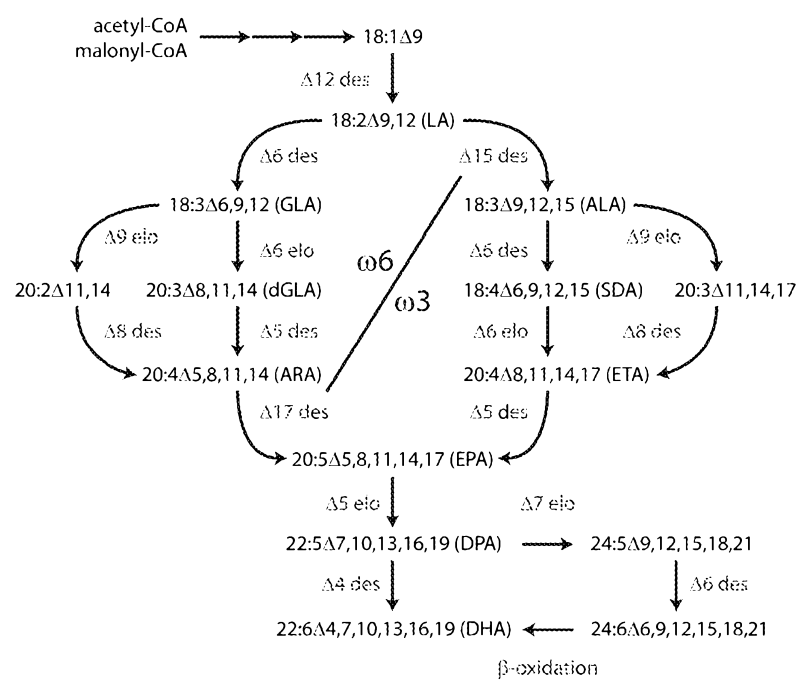 acetyl-CoA
malonyl-CoA
18:1Δ9
Δ12 des
18:2Δ9,12 (LA)
Δ6 des
Δ15 des
18:3Δ6,9,12 (GLA)
18:3Δ9,12,15 (ALA)
Δ9 elo
Δ6 elo
Δ6 des
Δ9 elo
ω6
ω3
20:2Δ11,14
20:3Δ8,11,14 (dGLA)
18:4Δ6,9,12,15 (SDA)
20:3Δ11,14,17
Δ8 des
Δ5 des
Δ6 elo
Δ8 des
20:4Δ5,8,11,14 (ARA)
20:4Δ8,11,14,17 (ETA)
Δ17 des
Δ5 des
20:5Δ5,8,11,14,17 (EPA)
Δ5 elo
Δ7 elo
22:5Δ7,10,13,16,19 (DPA)
24:5Δ9,12,15,18,21
Δ4 des
Δ6 des
22:6Δ4,7,10,13,16,19 (DHA)
24:6Δ6,9,12,15,18,21
β-oxidation